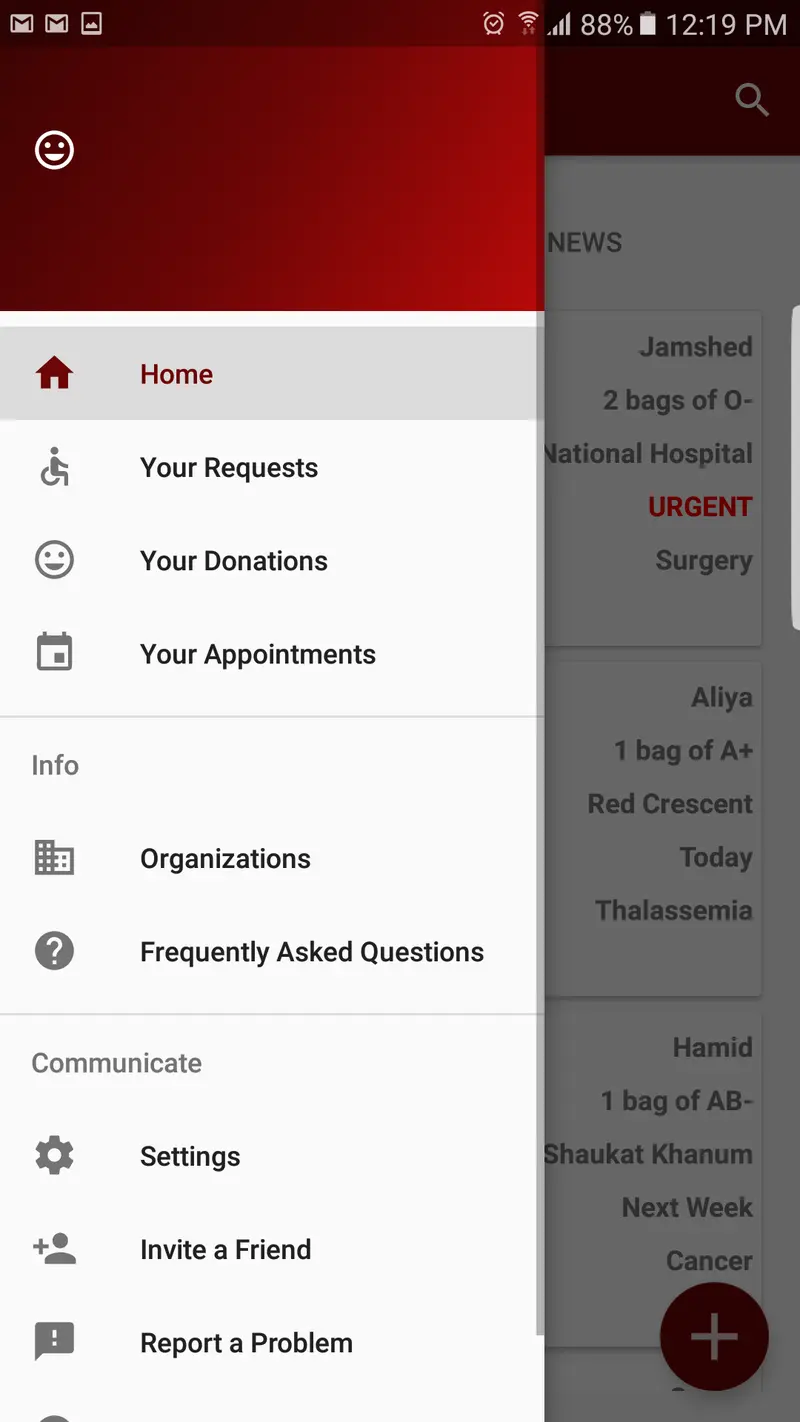 88% 12:19 PM
NEWS
Home
Your Requests
Your Donations
Your Appointments
Info
Organizations
Frequently Asked Questions
Communicate
Settings
Invite a Friend
Report a Problem
Jamshed
2 bags of O-
National Hospital
URGENT
Surgery
Aliya
1 bag of A+
Red Crescent
Today
Thalassemia
Hamid
1 bag of AB-
Shaukat Khanum
Next Week
Cancer